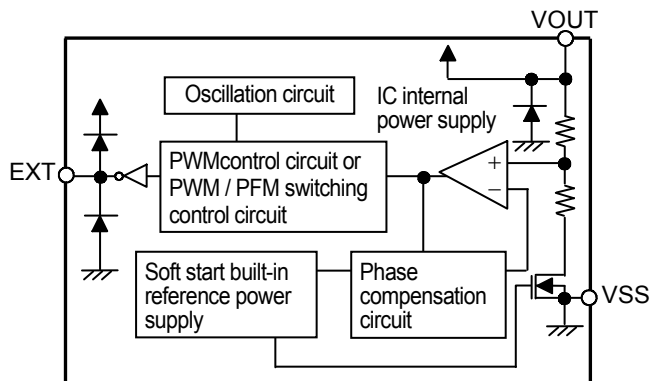 VOUT
Oscillation circuit
IC internal
power supply
EXT
PWMcontrol circuit or
PWM / PFM switching
control circuit
+
−
Soft start built-in
reference power
supply
Phase
compensation
circuit
VSS